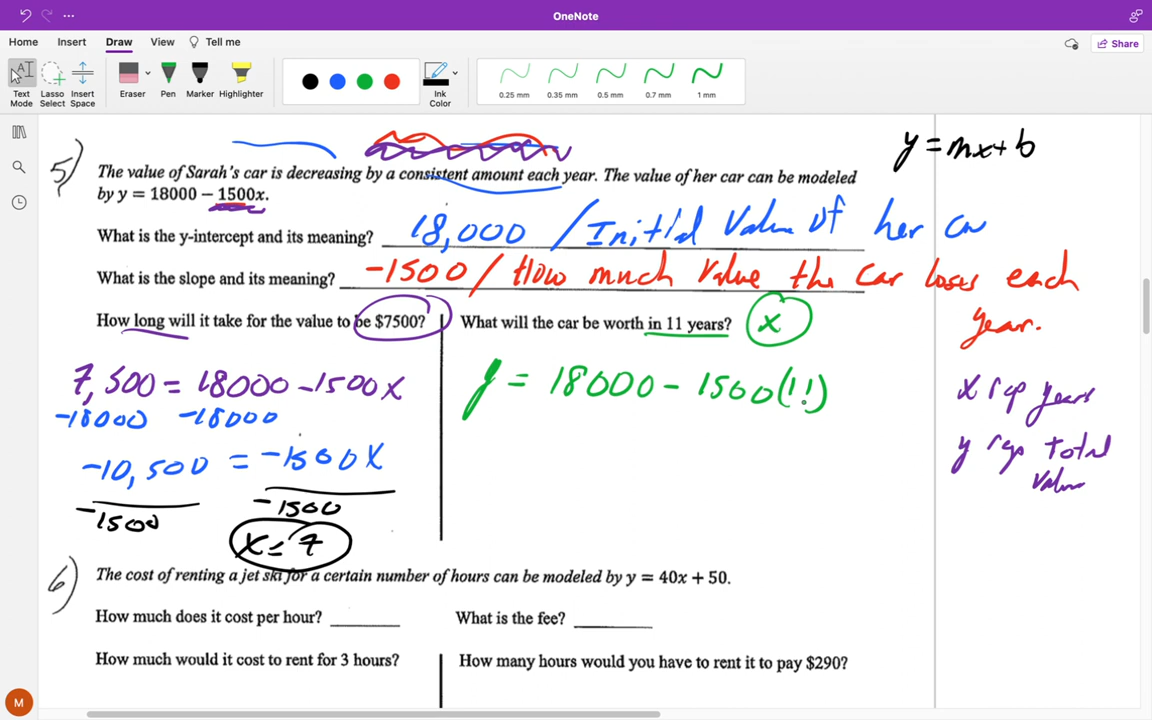 OneNote
Home Insert Draw View Tell me
Share
Text Mode Lasso Select Insert Space Eraser Pen Marker Highlighter Ink Color 0.25 mm 0.35 mm 0.5 mm 0.7 mm 1 mm
y = mx + b
5) The value of Sarah's car is decreasing by a consistent amount each year. The value of her car can be modeled
by y = 18000 – 1500x.
What is the y-intercept and its meaning? 18,000 / Initial Value of her car
What is the slope and its meaning? -1500 / How much value the car loses each
year.
How long will it take for the value to be $7500? What will the car be worth in 11 years? x
7,500 = 18000 - 1500x
-18000 -18000
-10,500 = -1500x
-1500 -1500
x = 7
y = 18000 - 1500(11)
x rep years
y rep total
value
6) The cost of renting a jet ski for a certain number of hours can be modeled by y = 40x + 50.
How much does it cost per hour? ______ What is the fee? ______
How much would it cost to rent for 3 hours? How many hours would you have to rent it to pay $290?
M